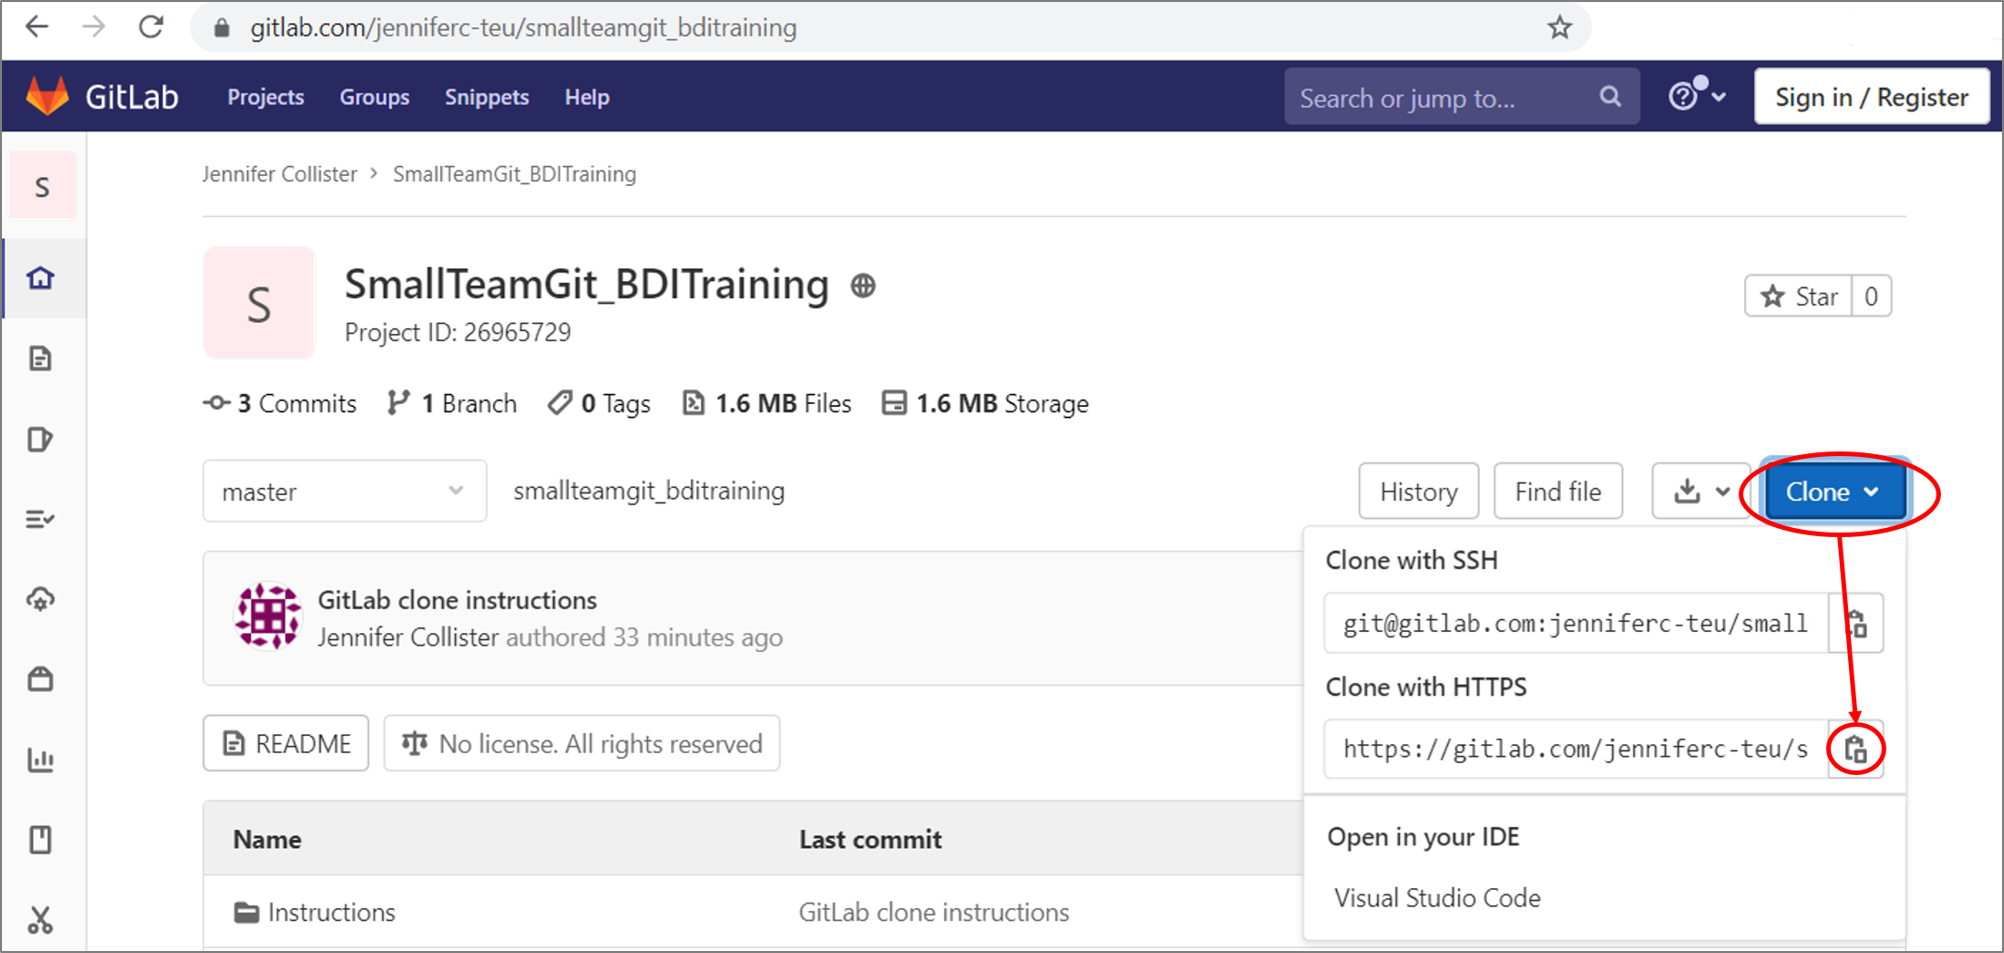 gitlab.com/jenniferc-teu/smallteamgit_bditraining
GitLab Projects Groups Snippets Help Search or jump to... Sign in / Register
S
Jennifer Collister > SmallTeamGit_BDITraining
S
SmallTeamGit_BDITraining
Project ID: 26965729
Star 0
3 Commits 1 Branch 0 Tags 1.6 MB Files 1.6 MB Storage
master smallteamgit_bditraining History Find file Clone
Clone with SSH
git@gitlab.com:jenniferc-teu/small
Clone with HTTPS
https://gitlab.com/jenniferc-teu/s
Open in your IDE
Visual Studio Code
GitLab clone instructions
Jennifer Collister authored 33 minutes ago
README No license. All rights reserved
Name Last commit
Instructions GitLab clone instructions